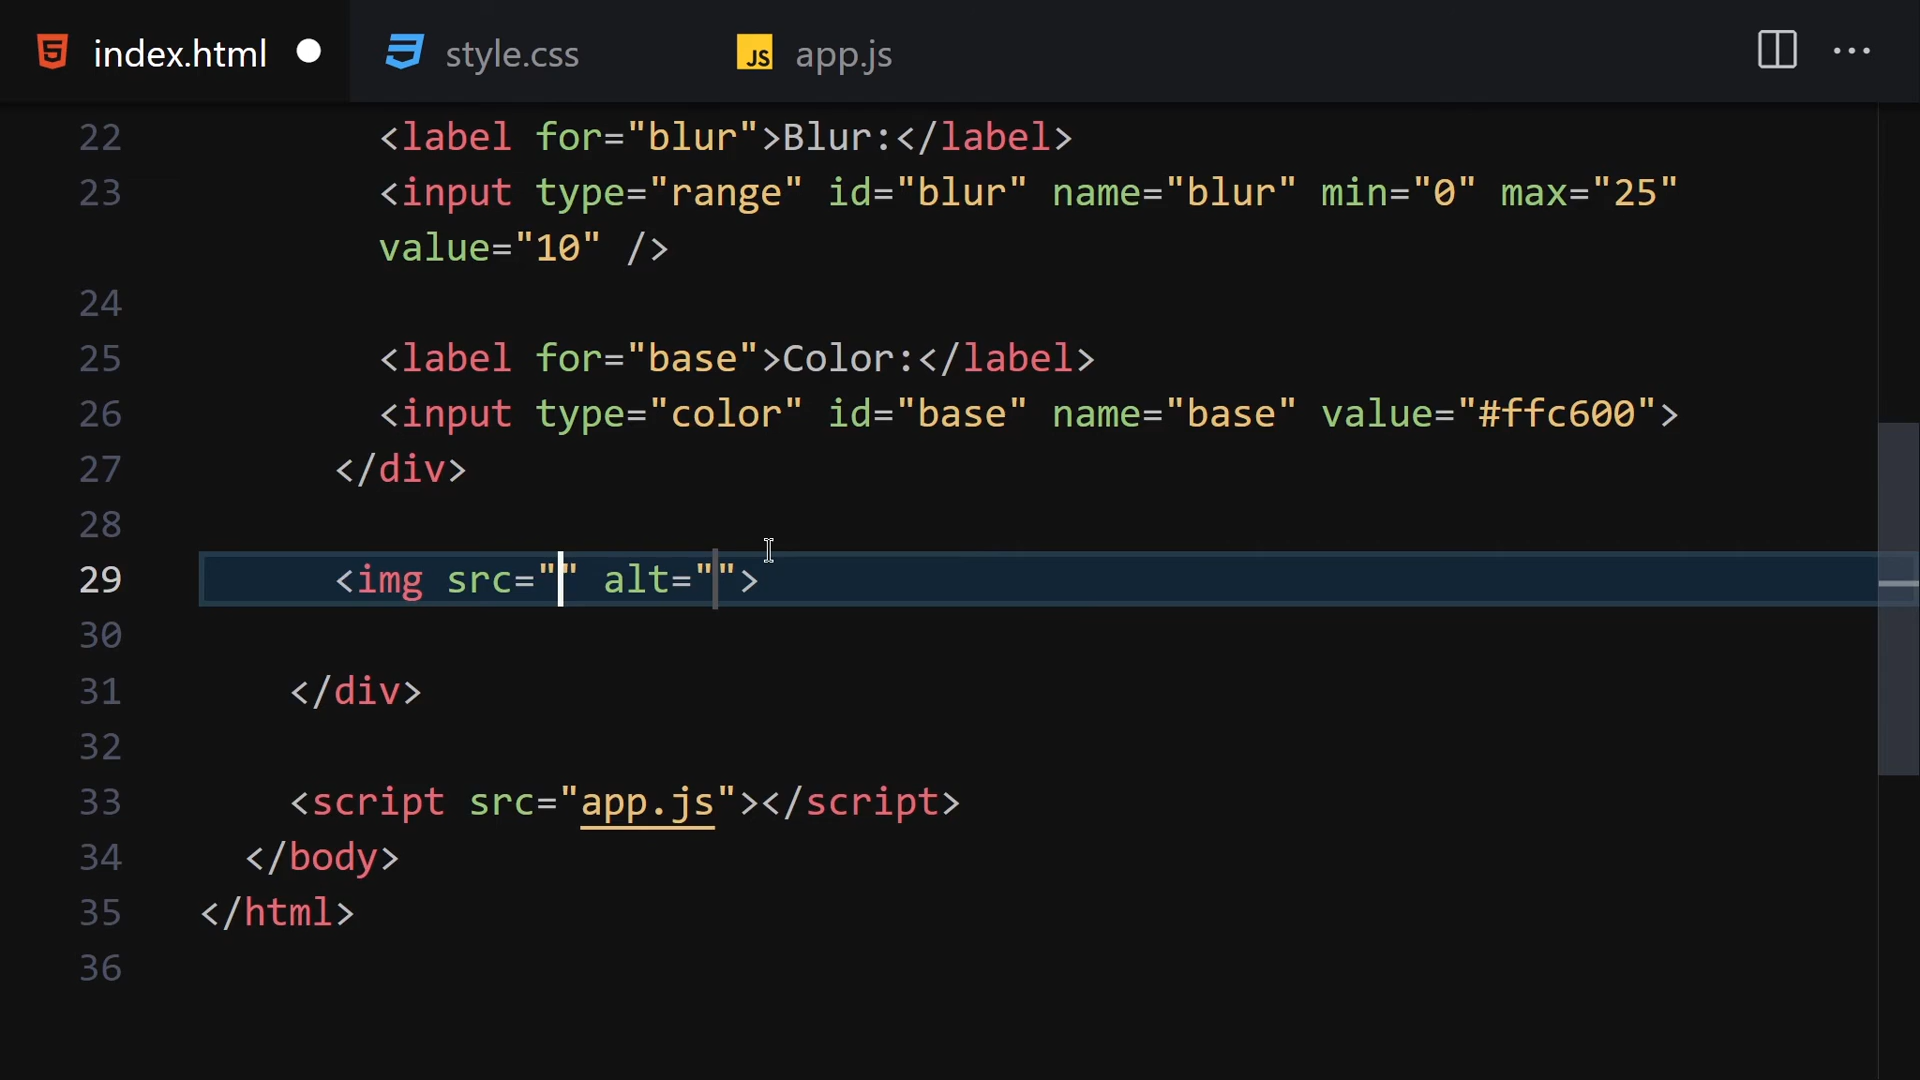 index.html style.css JS app.js
22 <label for="blur">Blur:</label>
23 <input type="range" id="blur" name="blur" min="0" max="25"
value="10" />
24
25 <label for="base">Color:</label>
26 <input type="color" id="base" name="base" value="#ffc600">
27 </div>
28
29 <img src="" alt="">
30
31 </div>
32
33 <script src="app.js"></script>
34 </body>
35 </html>
36